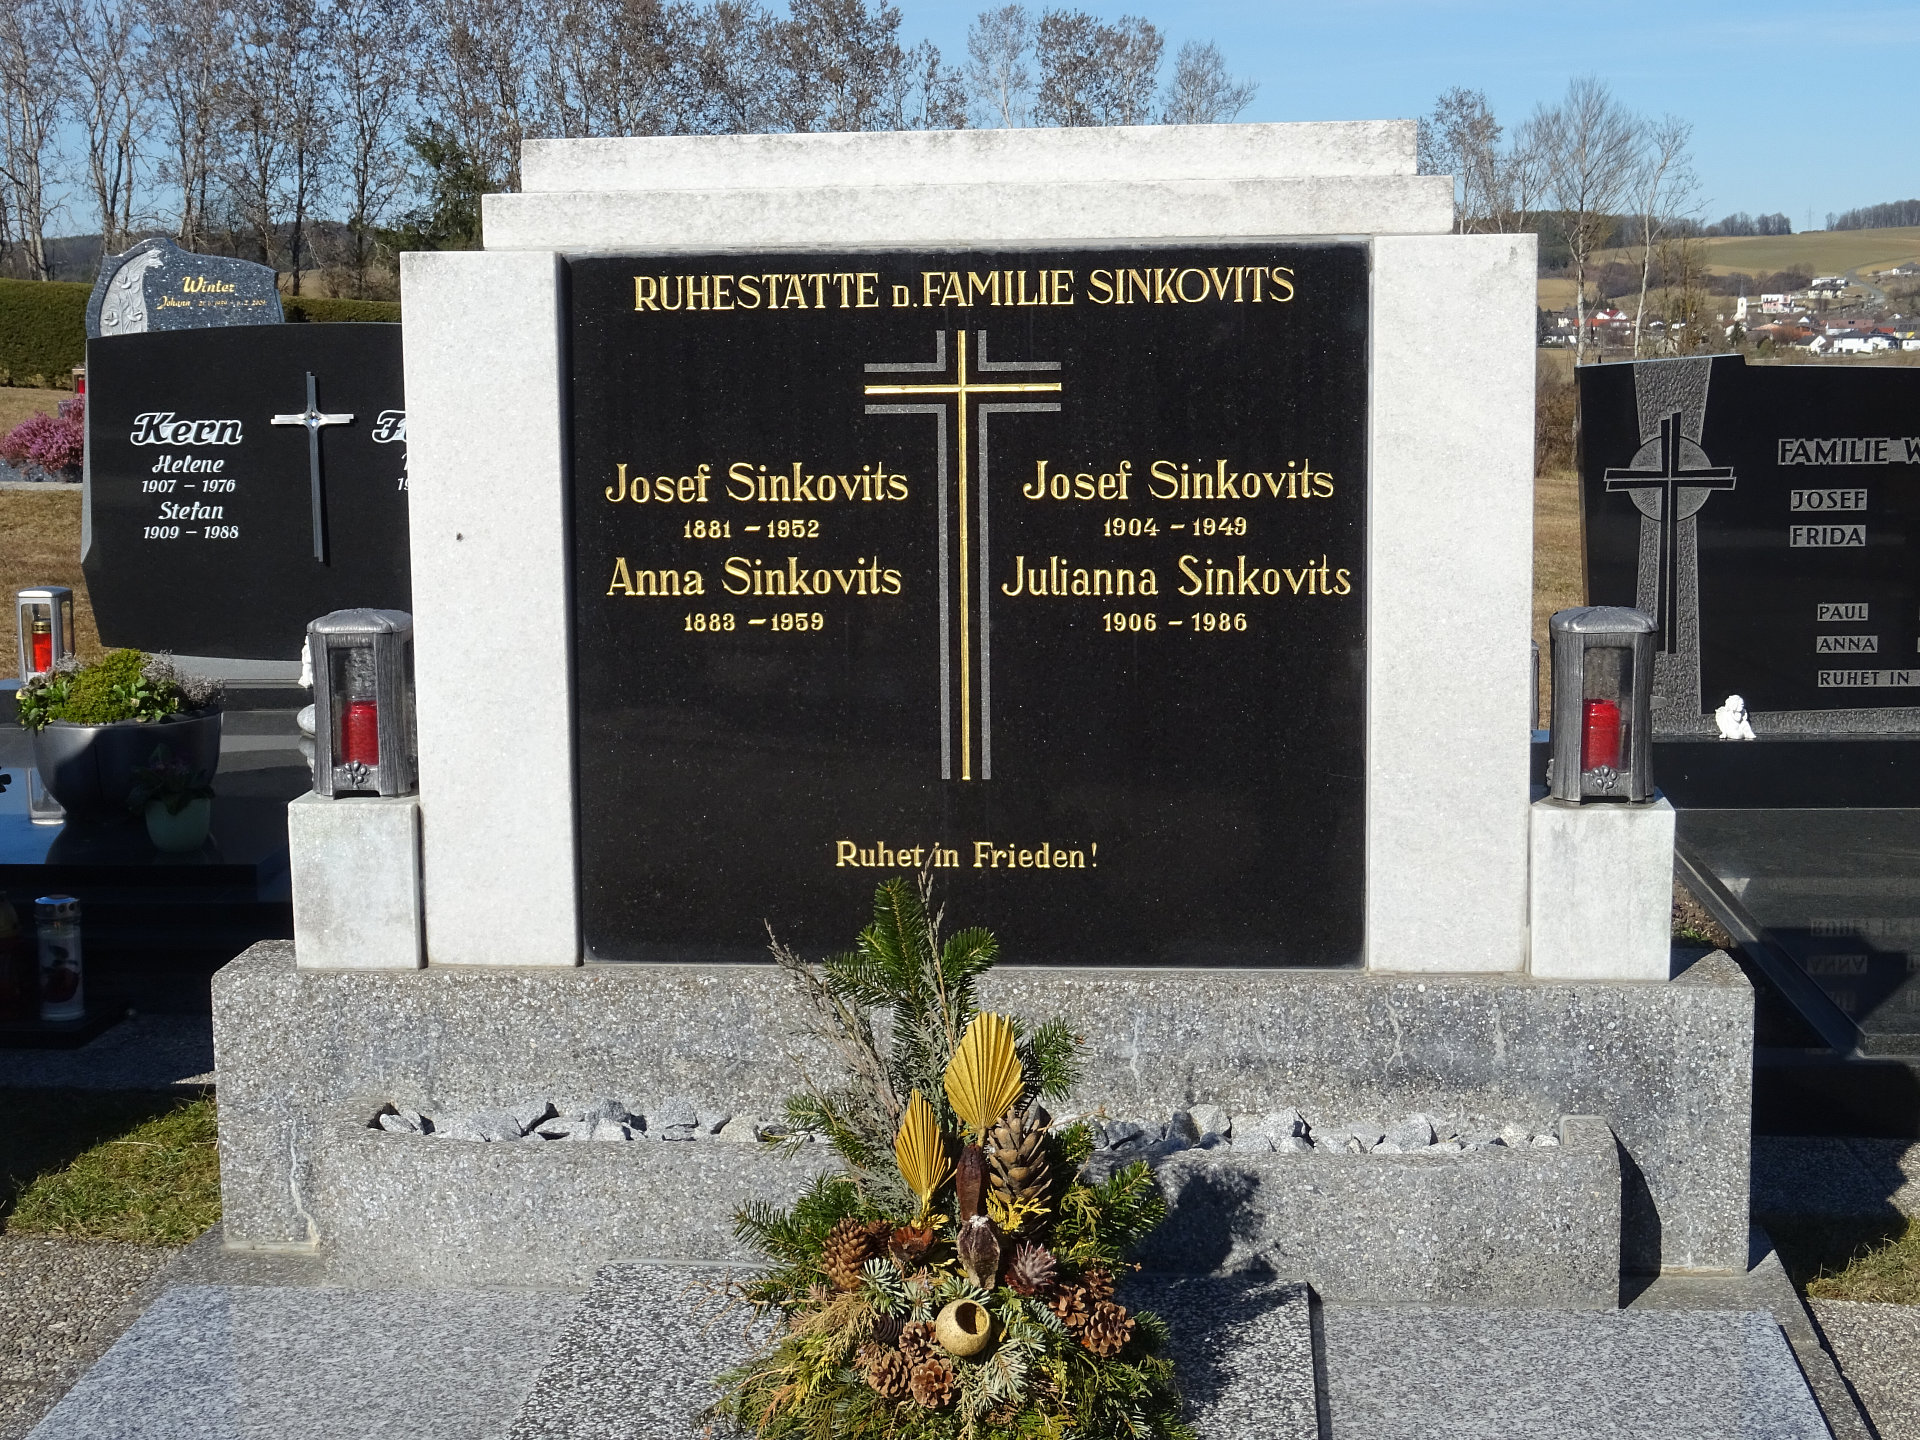 RUHESTÄTTE D. FAMILIE SINKOVITS
Josef Sinkovits
1881 – 1952
Anna Sinkovits
1883 – 1959
Josef Sinkovits
1904 – 1949
Julianna Sinkovits
1906 – 1986
Ruhet in Frieden!
Winter
Johann
Kern
Helene
1907 – 1976
Stefan
1909 – 1988
FAMILIE W
JOSEF
FRIDA
PAUL
ANNA
RUHET IN